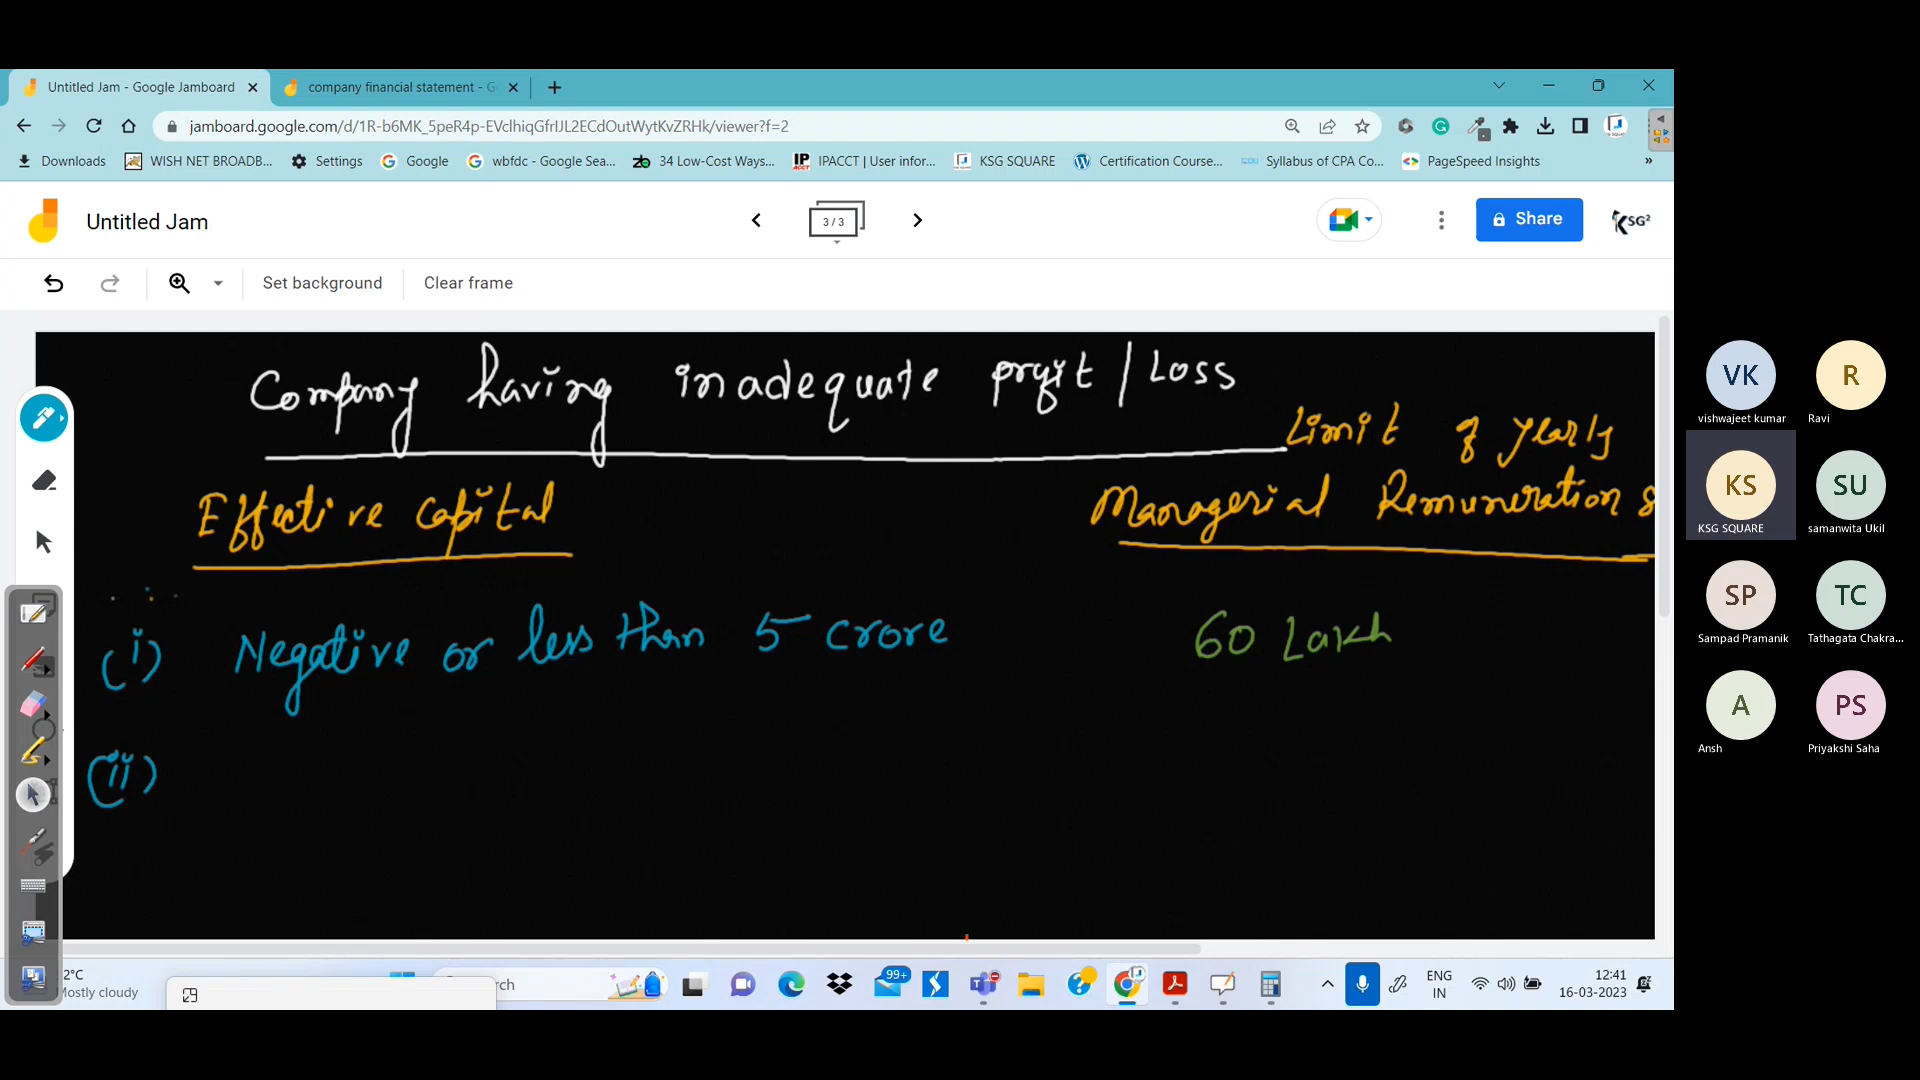 Untitled Jam - Google Jamboard
company financial statement - G
jamboard.google.com/d/1R-b6MK_5peR4p-EVclhiqGfrIJL2ECdOutWytKvZRHk/viewer?f=2
Downloads WISH NET BROADB... Settings Google wbfdc - Google Sea... 34 Low-Cost Ways... IPACCT | User infor... KSG SQUARE Certification Course... Syllabus of CPA Co... PageSpeed Insights »
Untitled Jam
3 / 3
Share
KSG²
Set background Clear frame
Company having inadequate profit / Loss
Limit of yearly
Effective Capital
Managerial Remuneration s
(i) Negative or less than 5 crore 60 Lakh
(ii)
VK R
vishwajeet kumar Ravi
KS SU
KSG SQUARE samanwita Ukil
SP TC
Sampad Pramanik Tathagata Chakra...
A PS
Ansh Priyakshi Saha
2°C
Mostly cloudy
rch
99+
ENG
IN
12:41
16-03-2023